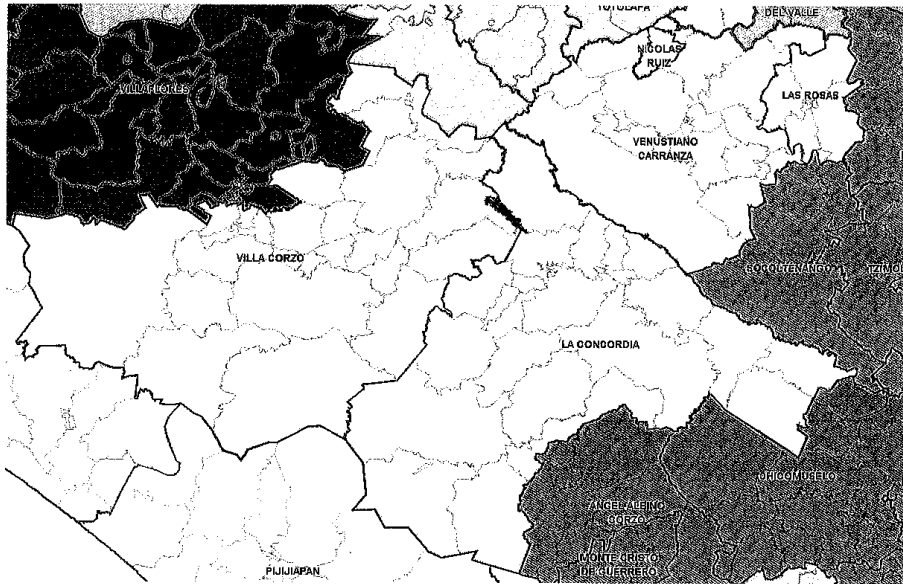 TOTOLAPA
DEL VALLE
NICOLAS
RUIZ
VILLAFLORES
LAS ROSAS
VENUSTIANO
CARRANZA
VILLA CORZO
SOCOLTENANGO
TZIMOL
LA CONCORDIA
CHICOMUSELO
ANGEL ALBINO
CORZO
MONTE CRISTO
DE GUERRERO
PIJIJIAPAN